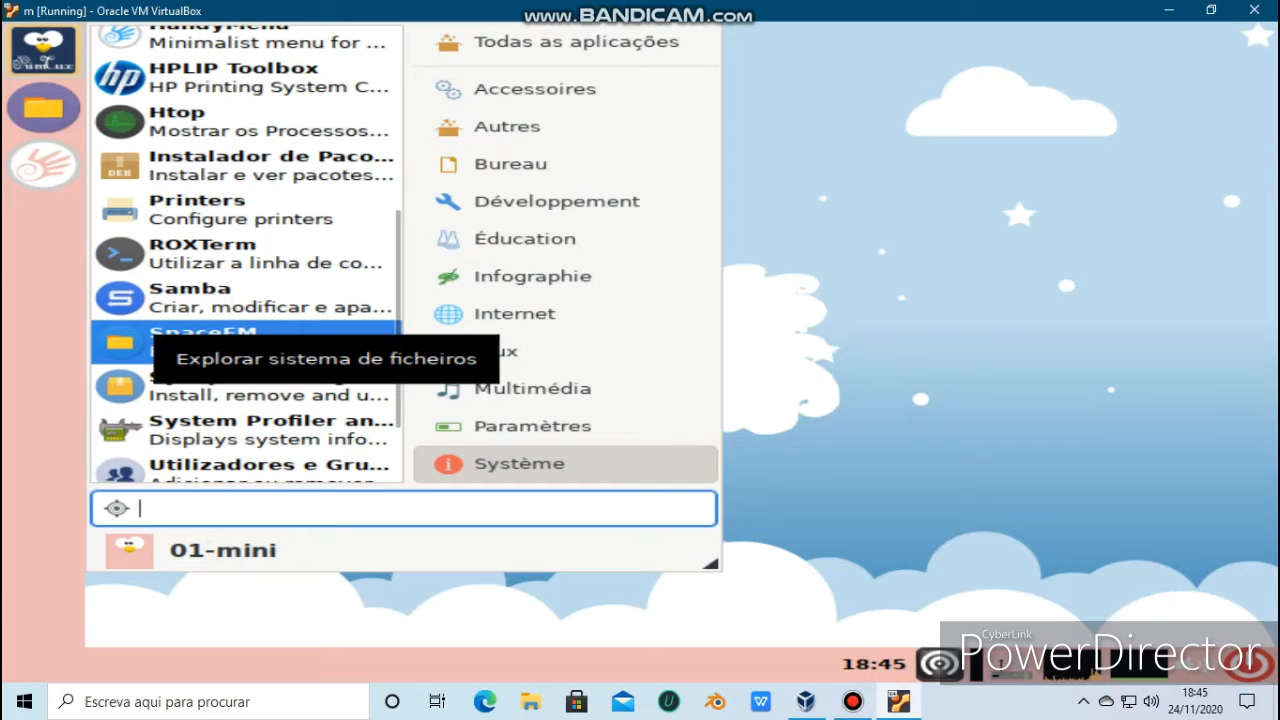 m [Running] - Oracle VM VirtualBox
www.BANDICAM.com
HandyMenu
Minimalist menu for ...
HPLIP Toolbox
HP Printing System C...
Htop
Mostrar os Processos...
Instalador de Paco...
Instalar e ver pacotes...
DEB
Printers
Configure printers
ROXTerm
Utilizar a linha de co...
Samba
Criar, modificar e apa...
SpaceFM
Explorar sistema de ficheiros
Install, remove and u...
System Profiler an...
Displays system info...
Utilizadores e Gru...
Todas as aplicações
Accessoires
Autres
Bureau
Développement
Éducation
Infographie
Internet
ux
Multimédia
Paramètres
Système
01-mini
18:45
CyberLink
PowerDirector
Escreva aqui para procurar
18:45
24/11/2020